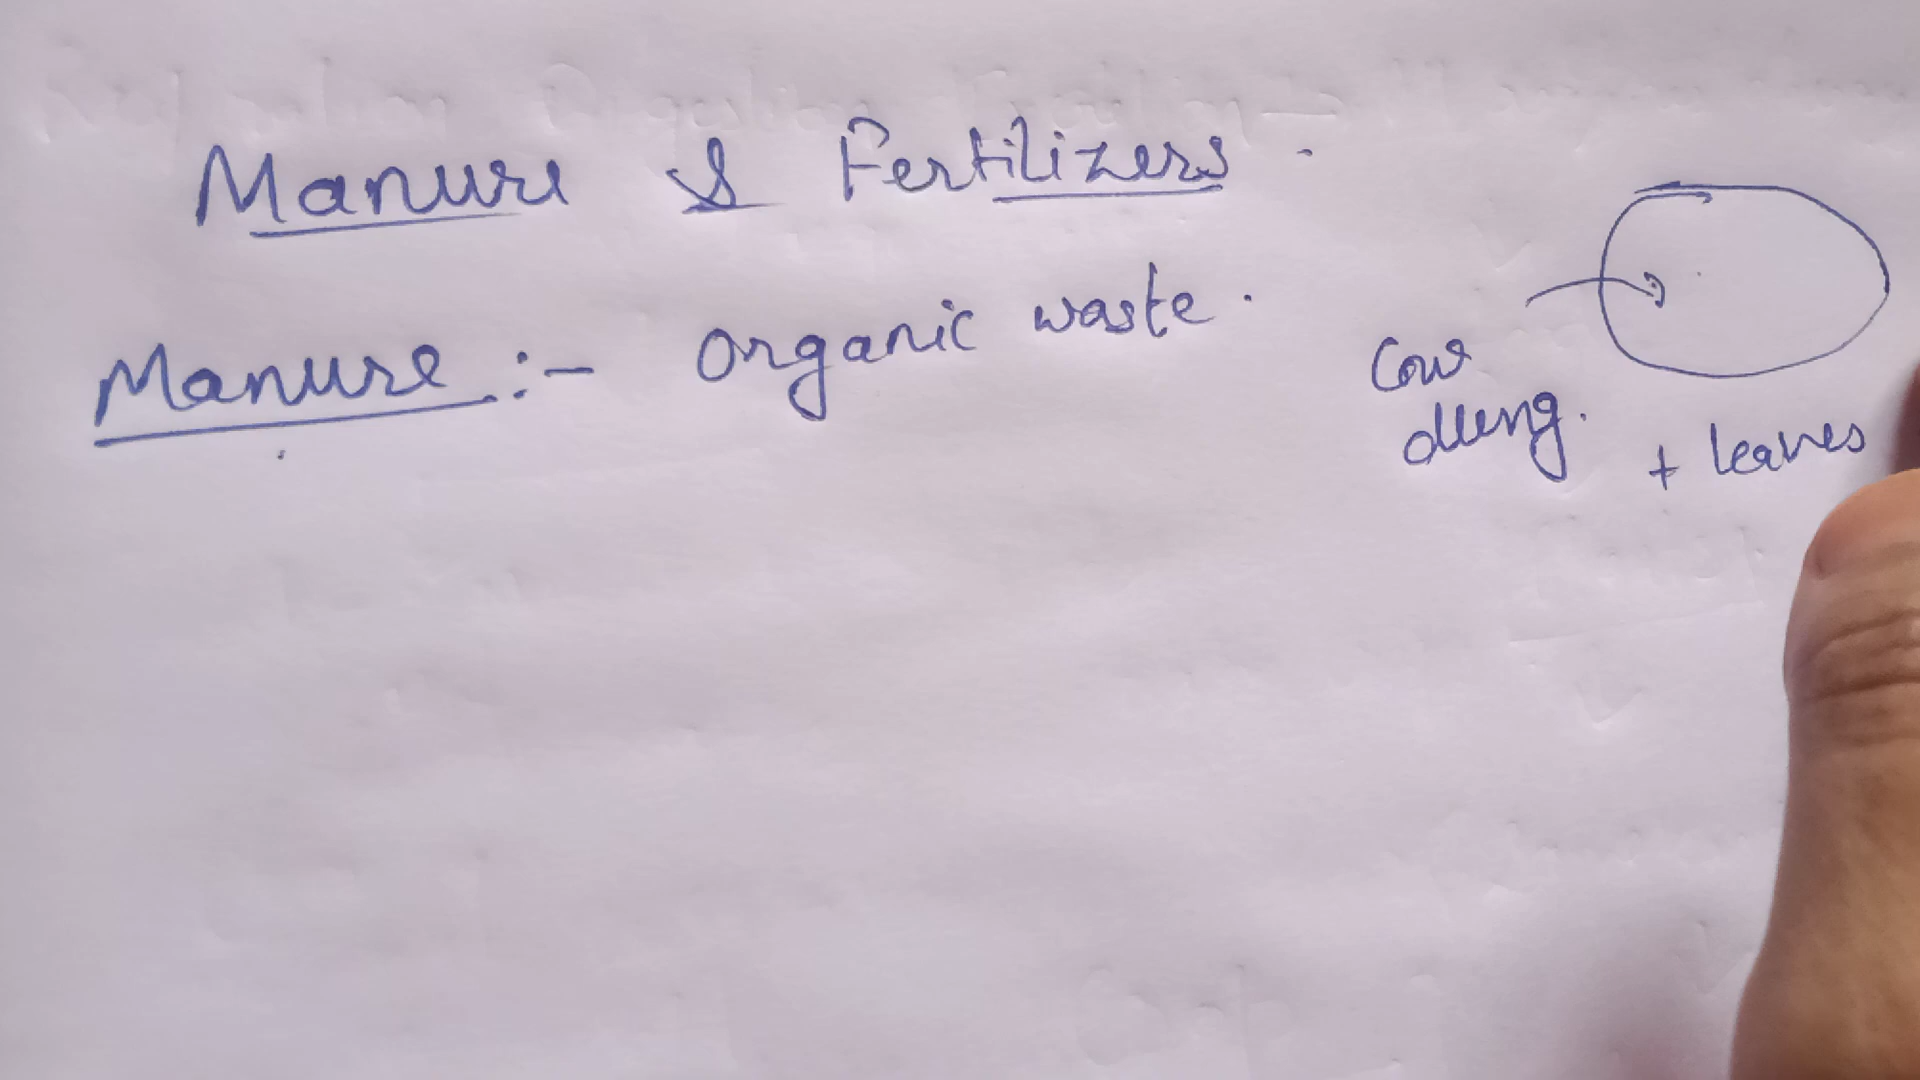 Manure & Fertilizers.
Manure :- Organic waste.
Cow
dung.
+ leaves